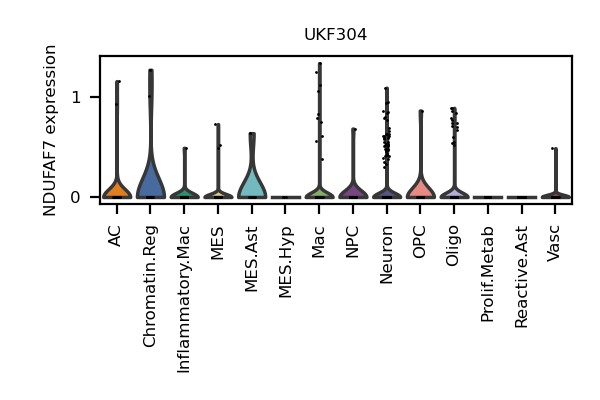 UKF304
NDUFAF7 expression
1
0
AC
Chromatin.Reg
Inflammatory.Mac
MES
MES.Ast
MES.Hyp
Mac
NPC
Neuron
OPC
Oligo
Prolif.Metab
Reactive.Ast
Vasc